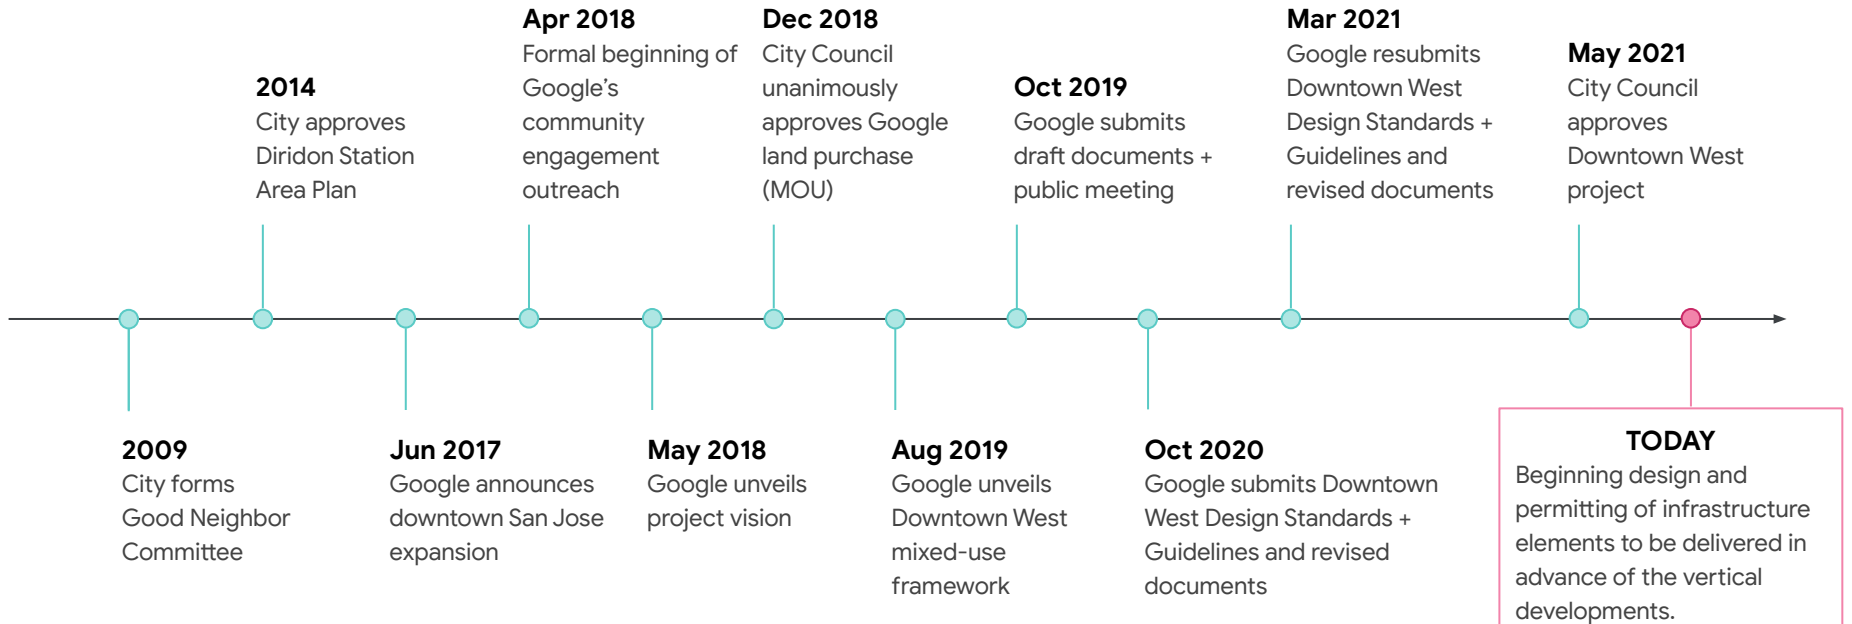 2009
City forms
Good Neighbor
Committee
2014
City approves
Diridon Station
Area Plan
Jun 2017
Google announces
downtown San Jose
expansion
Apr 2018
Formal beginning of
Google’s
community
engagement
outreach
May 2018
Google unveils
project vision
Dec 2018
City Council
unanimously
approves Google
land purchase
(MOU)
Aug 2019
Google unveils
Downtown West
mixed-use
framework
Oct 2019
Google submits
draft documents +
public meeting
Oct 2020
Google submits Downtown
West Design Standards +
Guidelines and revised
documents
Mar 2021
Google resubmits
Downtown West
Design Standards +
Guidelines and
revised documents
May 2021
City Council
approves
Downtown West
project
TODAY
Beginning design and
permitting of infrastructure
elements to be delivered in
advance of the vertical
developments.